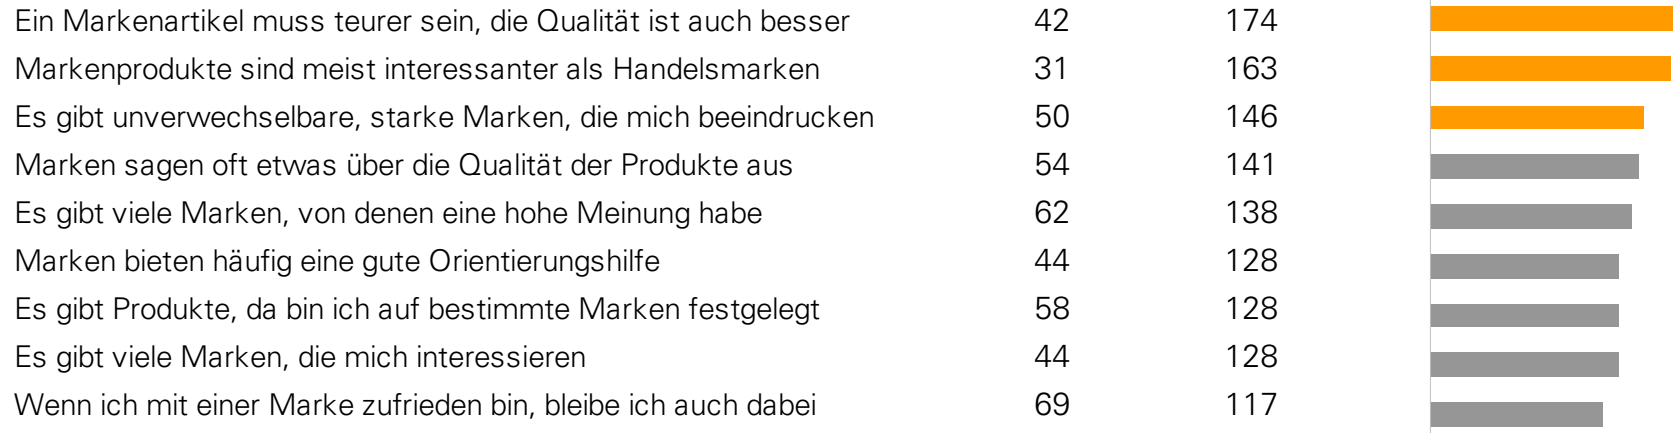 Ein Markenartikel muss teurer sein, die Qualität ist auch besser 42 174
Markenprodukte sind meist interessanter als Handelsmarken 31 163
Es gibt unverwechselbare, starke Marken, die mich beeindrucken 50 146
Marken sagen oft etwas über die Qualität der Produkte aus 54 141
Es gibt viele Marken, von denen eine hohe Meinung habe 62 138
Marken bieten häufig eine gute Orientierungshilfe 44 128
Es gibt Produkte, da bin ich auf bestimmte Marken festgelegt 58 128
Es gibt viele Marken, die mich interessieren 44 128
Wenn ich mit einer Marke zufrieden bin, bleibe ich auch dabei 69 117